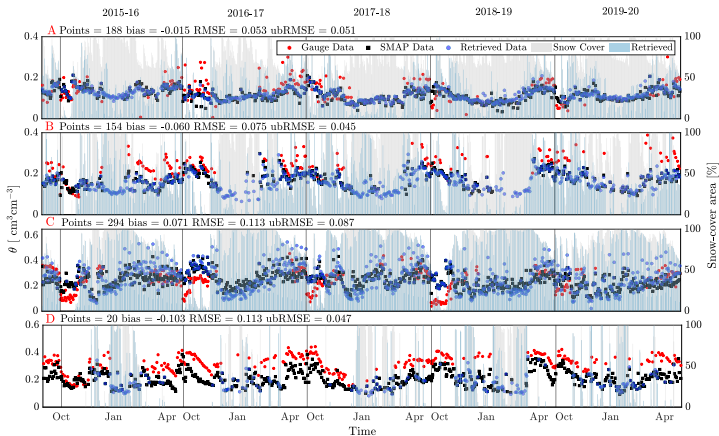 2015-16 2016-17 2017-18 2018-19 2019-20
A Points = 188 bias = -0.015 RMSE = 0.053 ubRMSE = 0.051
Gauge Data SMAP Data Retrieved Data Snow Cover Retrieved
0.4 0.2 0
100 50 0
B Points = 154 bias = -0.060 RMSE = 0.075 ubRMSE = 0.045
0.4 0.2 0
100 50 0
θ [ cm3cm−3]
Snow-cover area [%]
C Points = 294 bias = 0.071 RMSE = 0.113 ubRMSE = 0.087
0.6 0.4 0.2 0
100 50 0
D Points = 20 bias = -0.103 RMSE = 0.113 ubRMSE = 0.047
0.6 0.4 0.2 0
100 50 0
Oct Jan Apr Oct Jan Apr Oct Jan Apr Oct Jan Apr Oct Jan Apr
Time